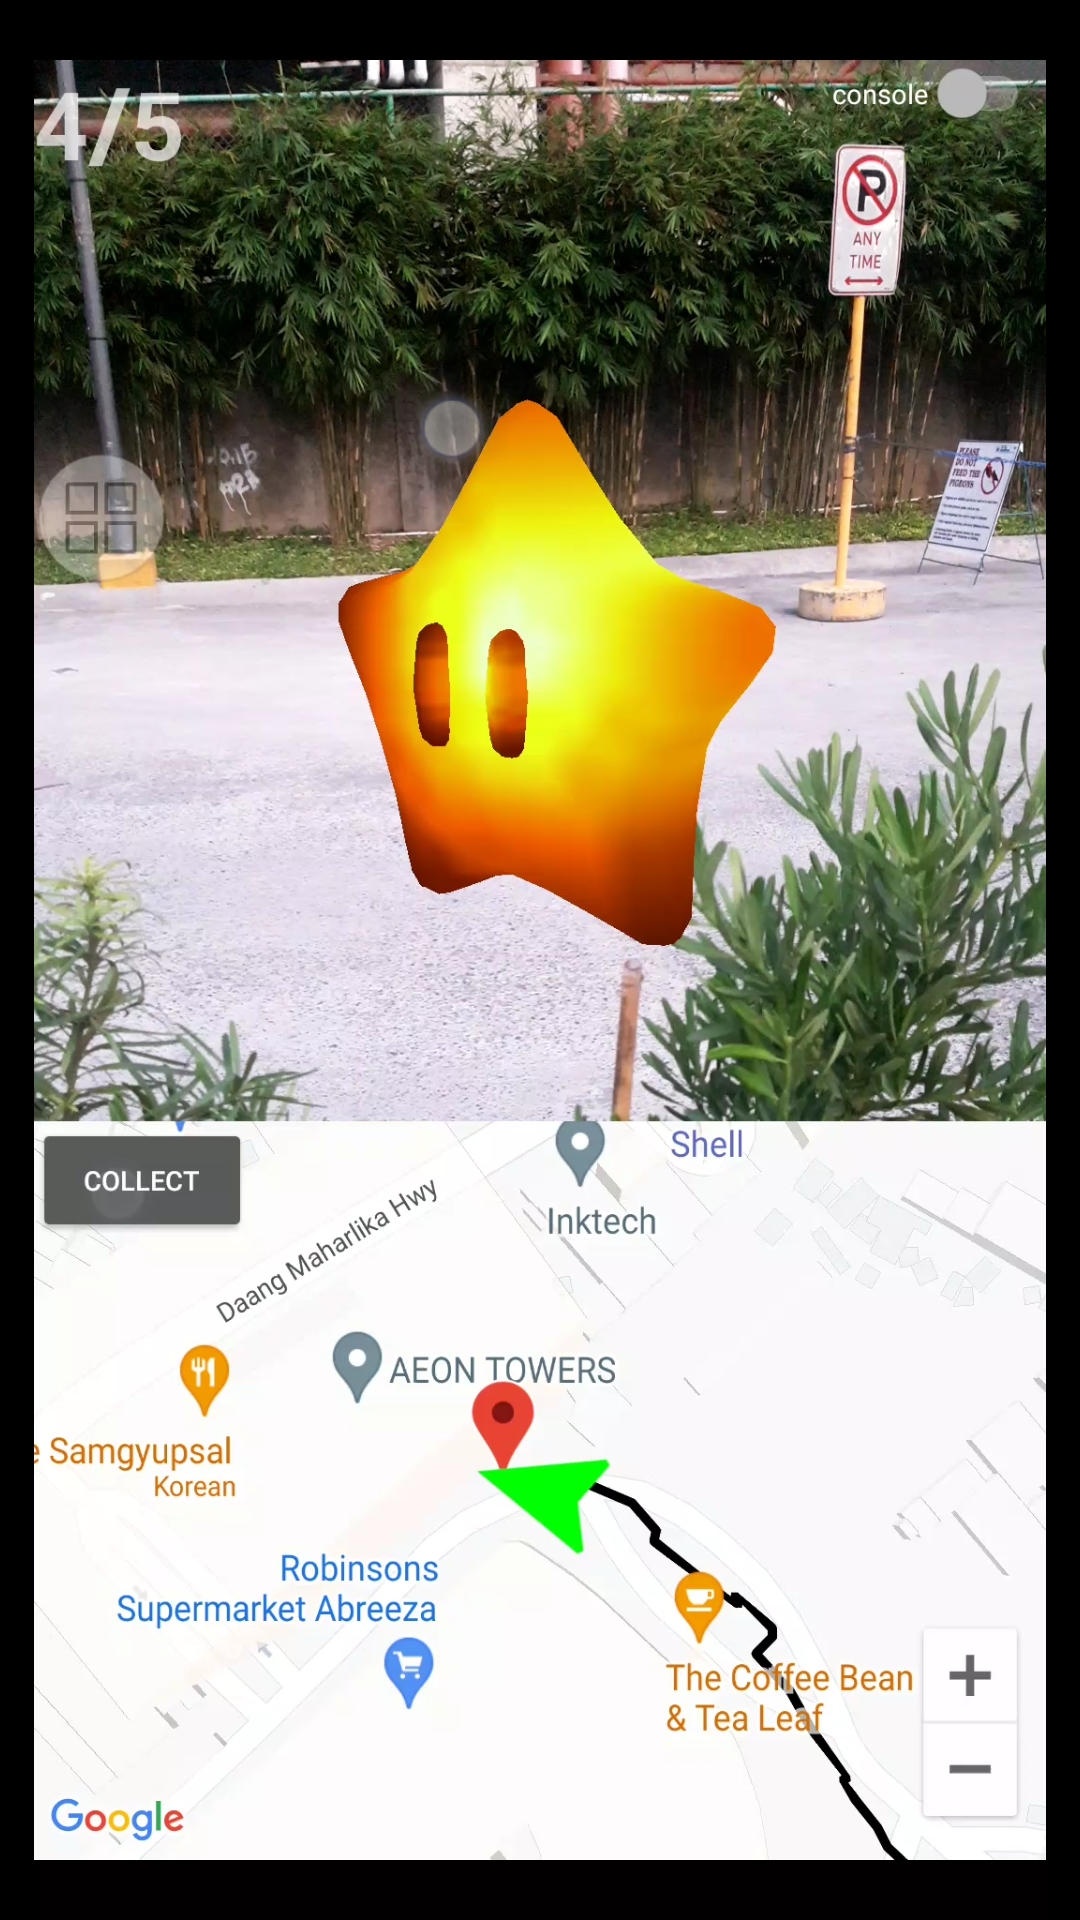 4/5
console
P
ANY
TIME
PLEASE
DO NOT
FEED THE
PIGEONS
COLLECT
Shell
Inktech
Daang Maharlika Hwy
AEON TOWERS
e Samgyupsal
Korean
Robinsons
Supermarket Abreeza
The Coffee Bean
& Tea Leaf
+
−
Google